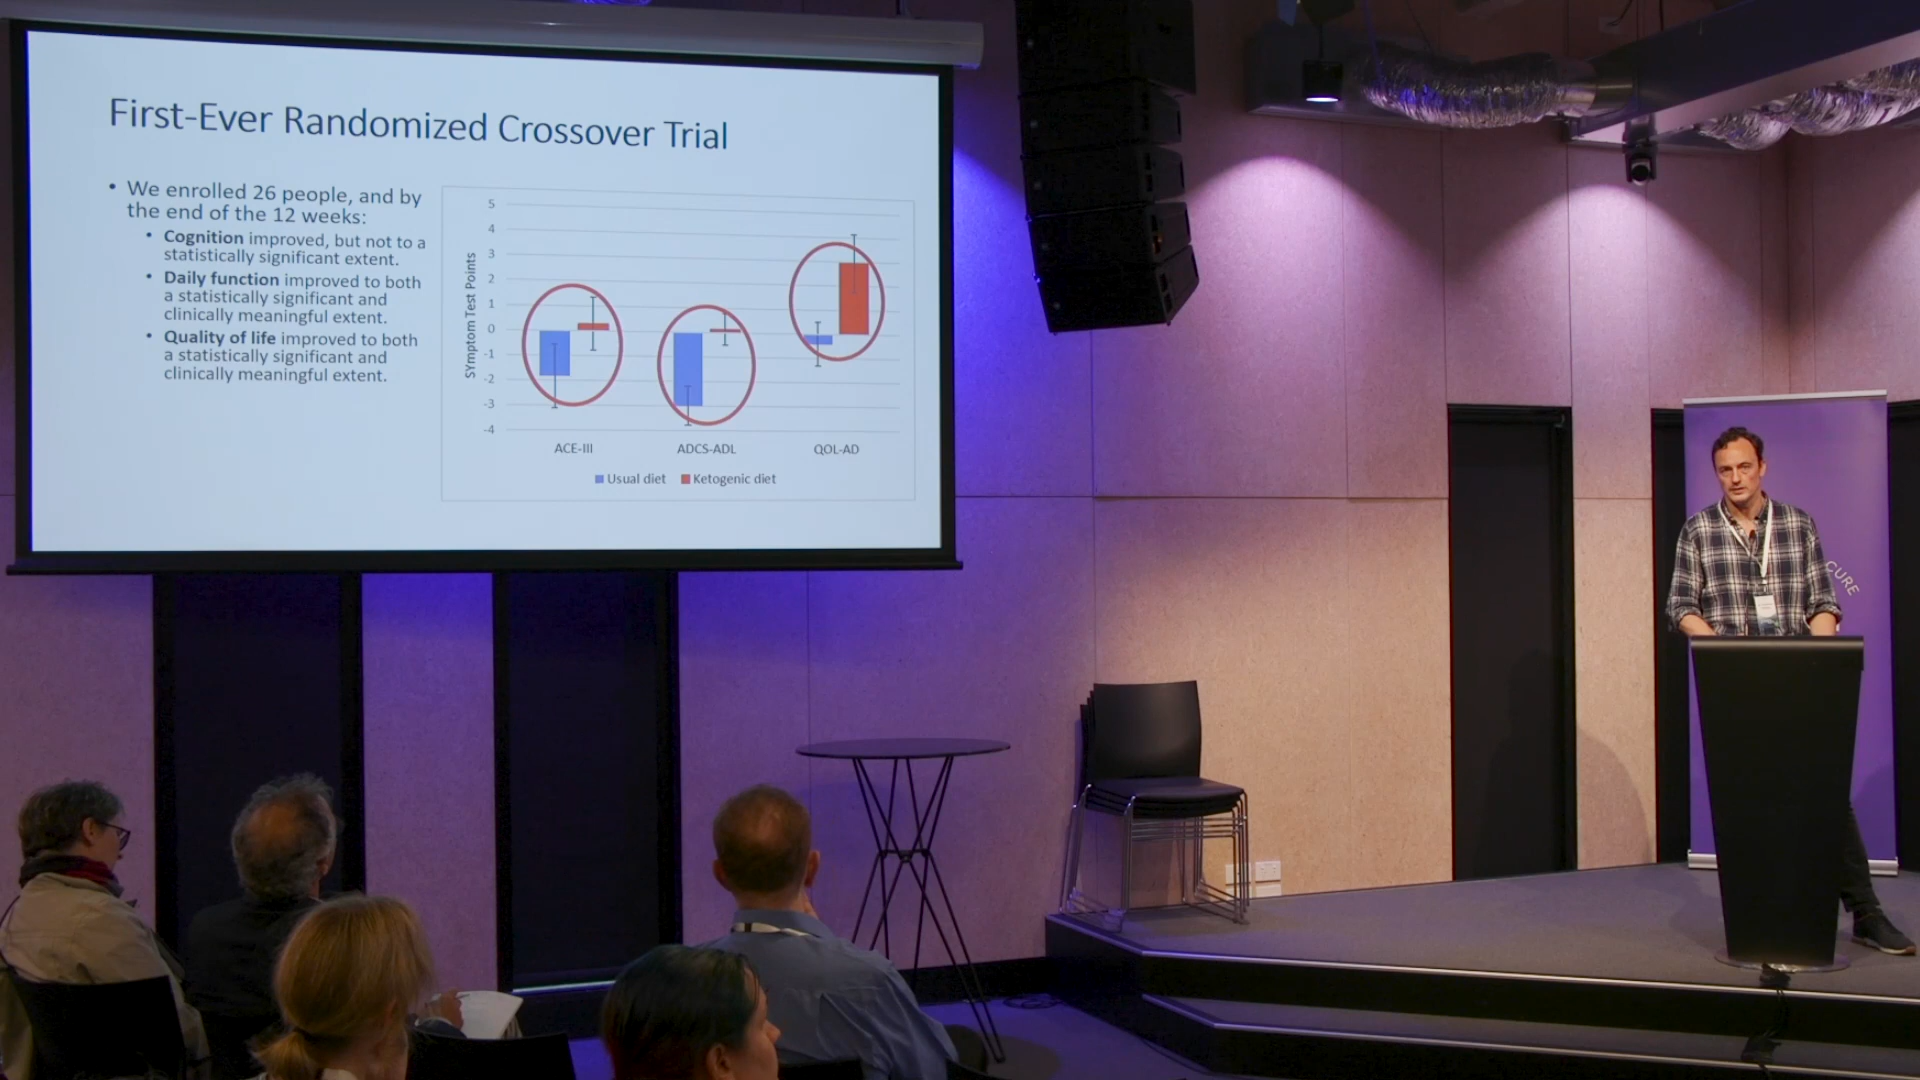 First-Ever Randomized Crossover Trial
• We enrolled 26 people, and by
the end of the 12 weeks:
• Cognition improved, but not to a
statistically significant extent.
• Daily function improved to both
a statistically significant and
clinically meaningful extent.
• Quality of life improved to both
a statistically significant and
clinically meaningful extent.
SYmptom Test Points
5
4
3
2
1
0
-1
-2
-3
-4
ACE-III ADCS-ADL QOL-AD
Usual diet Ketogenic diet
CURE